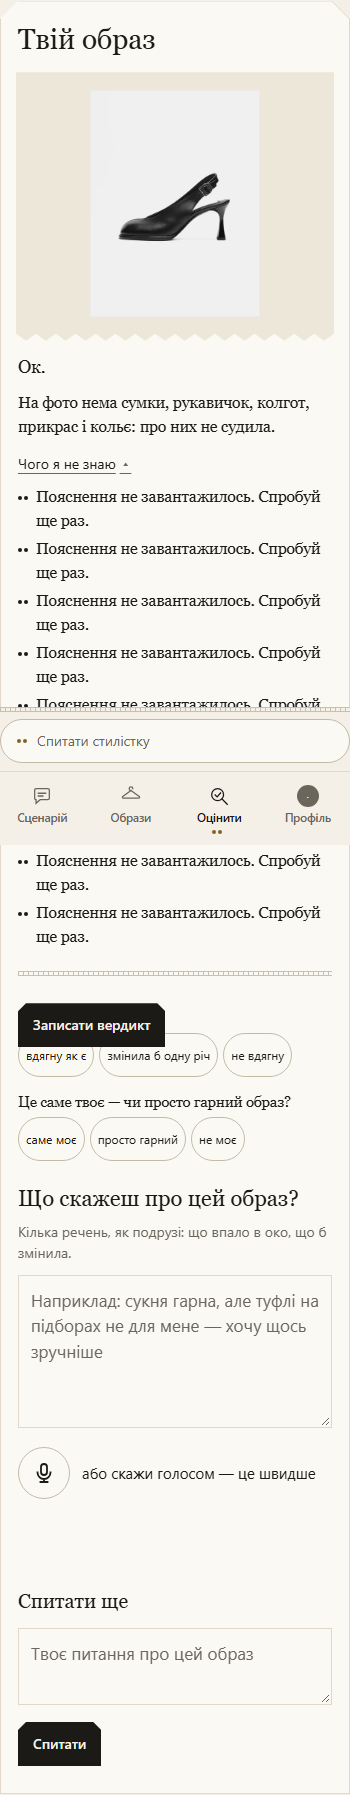 Твій образ
Ок.
На фото нема сумки, рукавичок, колгот,
прикрас і кольє: про них не судила.
Чого я не знаю
Пояснення не завантажилось. Спробуй
ще раз.
Пояснення не завантажилось. Спробуй
ще раз.
Пояснення не завантажилось. Спробуй
ще раз.
Пояснення не завантажилось. Спробуй
ще раз.
Пояснення не завантажилось. Спробуй
Спитати стилістку
Сценарій Образи Оцінити Профіль
Пояснення не завантажилось. Спробуй
ще раз.
Пояснення не завантажилось. Спробуй
ще раз.
Записати вердикт
вдягну як є змінила б одну річ не вдягну
Це саме твоє — чи просто гарний образ?
саме моє просто гарний не моє
Що скажеш про цей образ?
Кілька речень, як подрузі: що впало в око, що б
змінила.
Наприклад: сукня гарна, але туфлі на
підборах не для мене — хочу щось
зручніше
або скажи голосом — це швидше
Спитати ще
Твоє питання про цей образ
Спитати